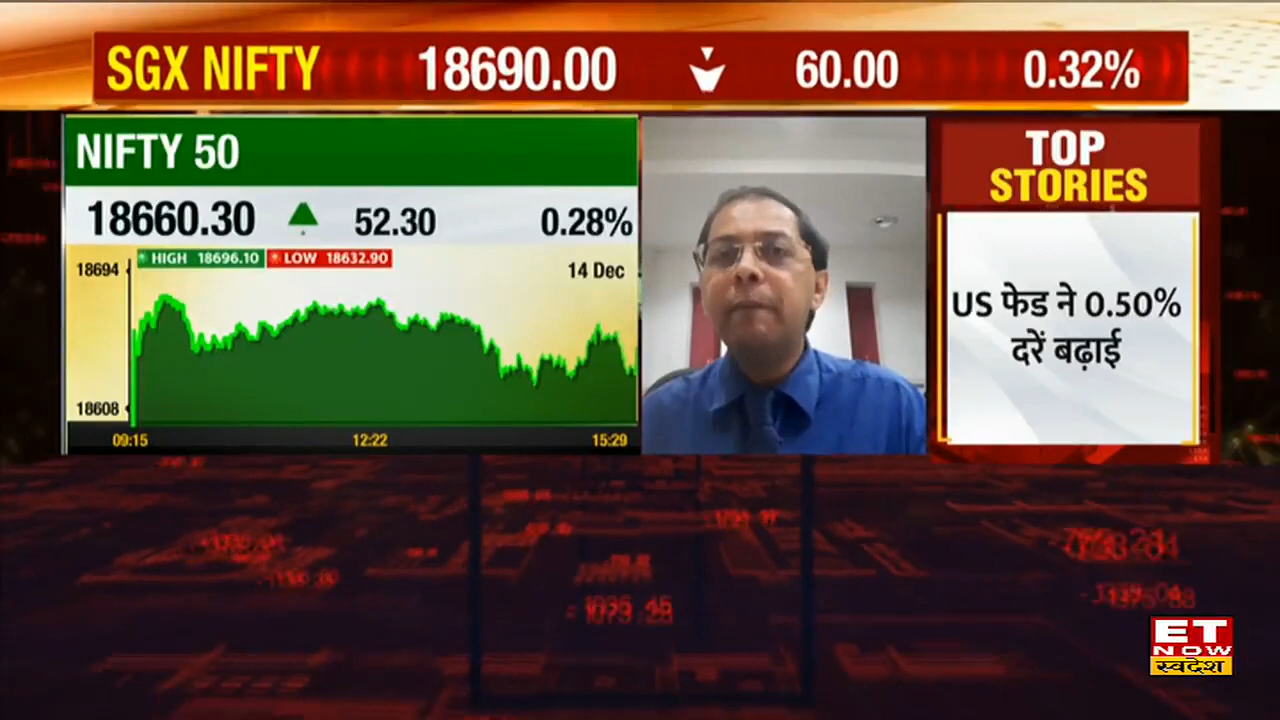 SGX NIFTY 18690.00 60.00 0.32%
NIFTY 50
18660.30 52.30 0.28%
HIGH 18696.10 LOW 18632.90
14 Dec
18694
18608
09:15 12:22 15:29
TOP
STORIES
US फेड ने 0.50%
दरें बढ़ाई
ET
NOW
स्वदेश